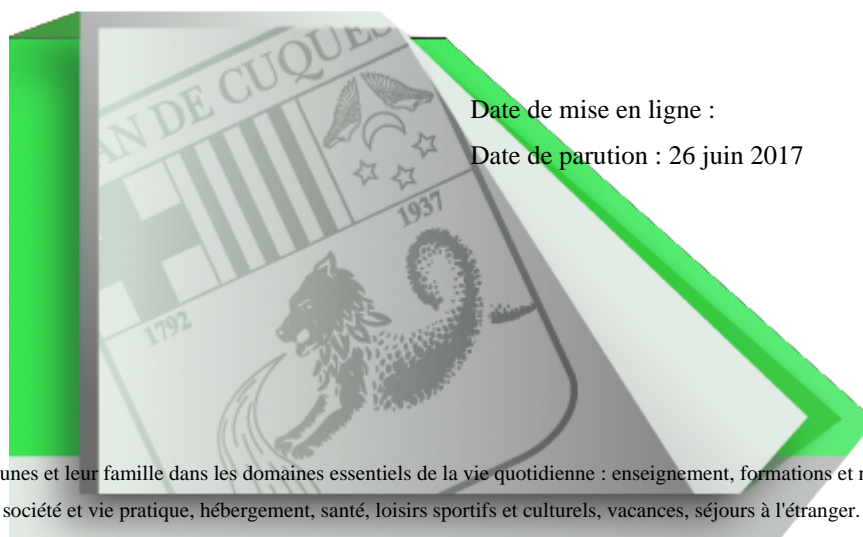 AN DE CUQUES
1937
1792
Date de mise en ligne :
Date de parution : 26 juin 2017
unes et leur famille dans les domaines essentiels de la vie quotidienne : enseignement, formations et
société et vie pratique, hébergement, santé, loisirs sportifs et culturels, vacances, séjours à l'étranger.